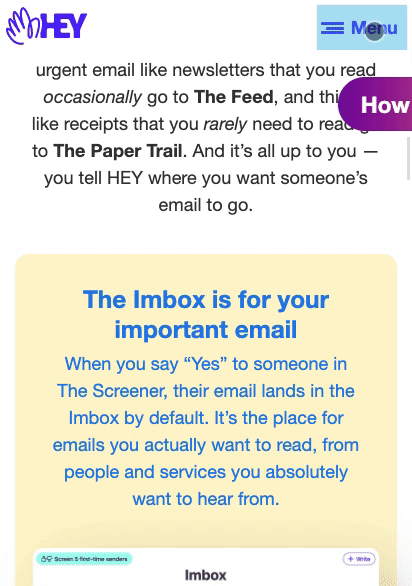 HEY
Menu
urgent email like newsletters that you read
occasionally go to The Feed, and thi
How
like receipts that you rarely need to read
to The Paper Trail. And it’s all up to you —
you tell HEY where you want someone’s
email to go.
The Imbox is for your
important email
When you say “Yes” to someone in
The Screener, their email lands in the
Imbox by default. It’s the place for
emails you actually want to read, from
people and services you absolutely
want to hear from.
Screen 5 first-time senders
+ Write
Imbox